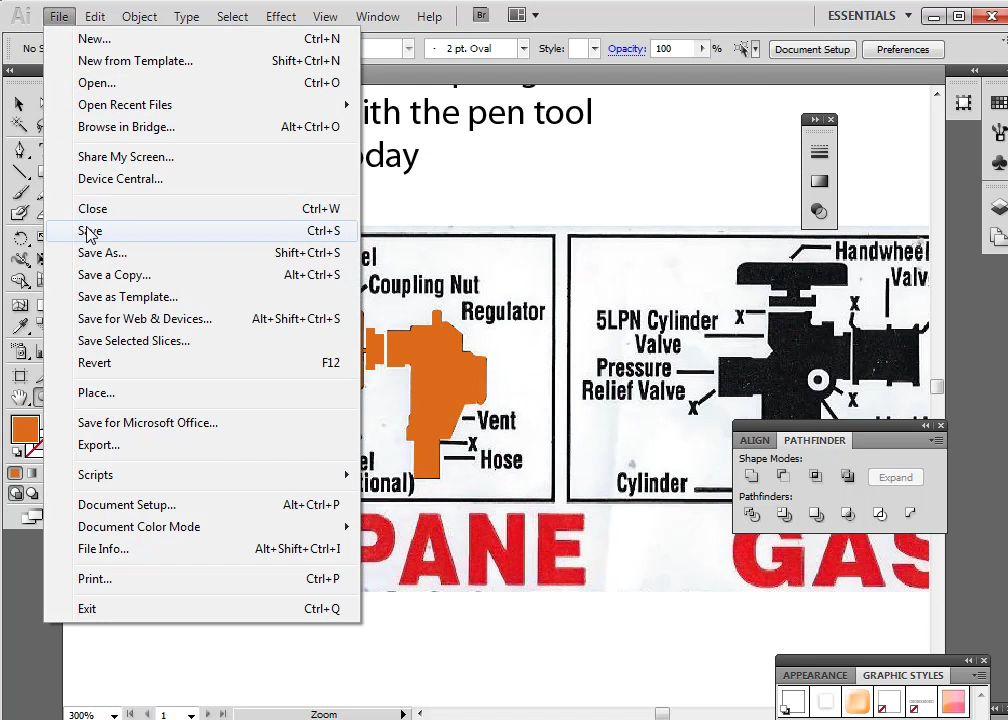 Ai File Edit Object Type Select Effect View Window Help Br ESSENTIALS
No S 2 pt. Oval Style: Opacity: 100 % Document Setup Preferences
New... Ctrl+N
New from Template... Shift+Ctrl+N
Open... Ctrl+O
Open Recent Files
Browse in Bridge... Alt+Ctrl+O
Share My Screen...
Device Central...
Close Ctrl+W
Save Ctrl+S
Save As... Shift+Ctrl+S
Save a Copy... Alt+Ctrl+S
Save as Template...
Save for Web & Devices... Alt+Shift+Ctrl+S
Save Selected Slices...
Revert F12
Place...
Save for Microsoft Office...
Export...
Scripts
Document Setup... Alt+Ctrl+P
Document Color Mode
File Info... Alt+Shift+Ctrl+I
Print... Ctrl+P
Exit Ctrl+Q
ith the pen tool
oday
el
Coupling Nut
Regulator
Vent
x
Hose
el
ional)
Handwheel
Valv
x
5LPN Cylinder
Valve
x
Pressure
Relief Valve
x
x
Cylinder
PANE
GAS
ALIGN PATHFINDER
Shape Modes:
Expand
Pathfinders:
APPEARANCE GRAPHIC STYLES
300% 1 Zoom